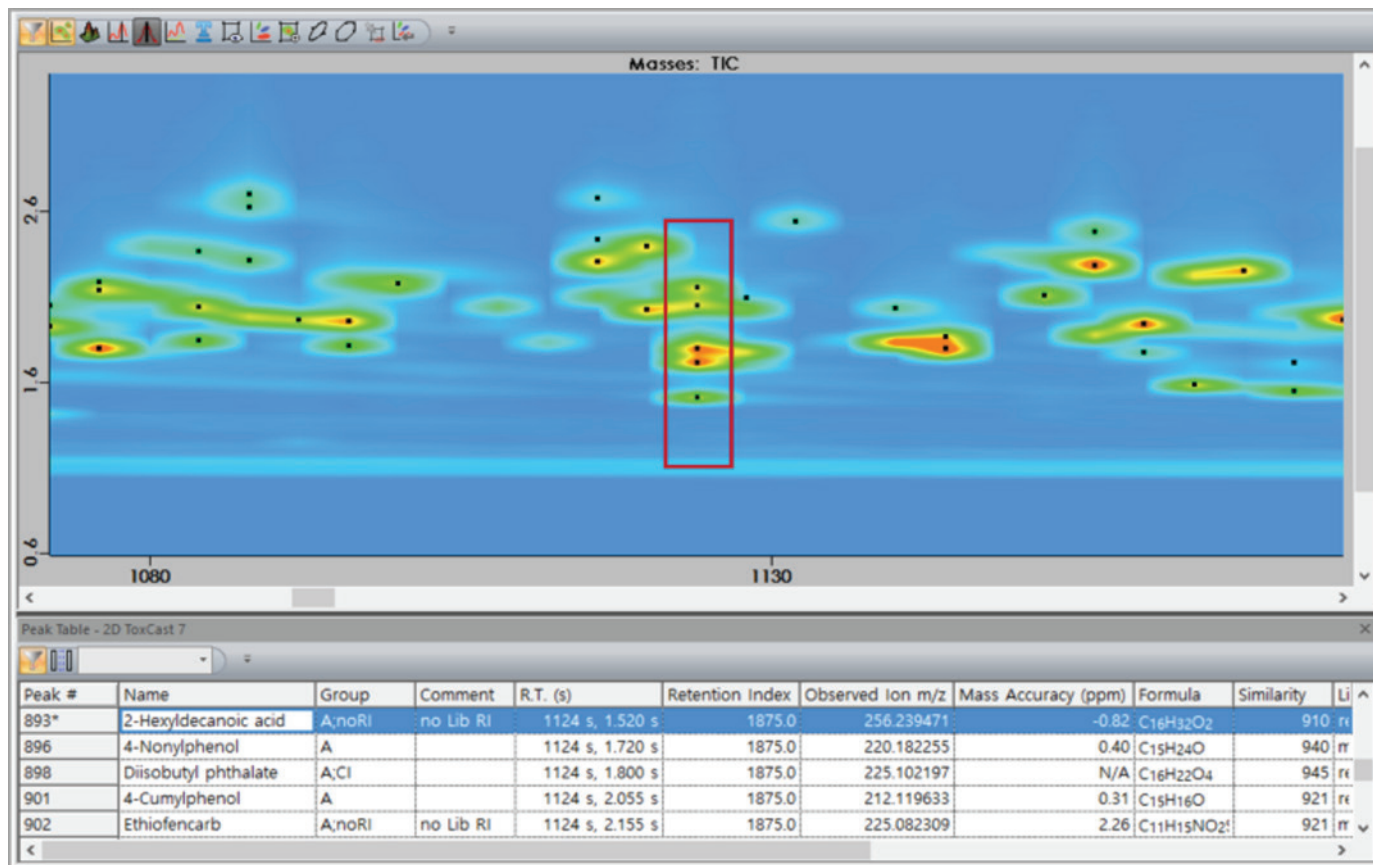 Masses: TIC
2.6
1.6
0.6
1080 1130
Peak Table - 2D ToxCast 7
Peak # Name Group Comment R.T. (s) Retention Index Observed Ion m/z Mass Accuracy (ppm) Formula Similarity Li
893* 2-Hexyldecanoic acid A;noRI no Lib RI 1124 s, 1.520 s 1875.0 256.239471 -0.82 C16H32O2 910 re
896 4-Nonylphenol A 1124 s, 1.720 s 1875.0 220.182255 0.40 C15H24O 940 m
898 Diisobutyl phthalate A;CI 1124 s, 1.800 s 1875.0 225.102197 N/A C16H22O4 945 re
901 4-Cumylphenol A 1124 s, 2.055 s 1875.0 212.119633 0.31 C15H16O 921 re
902 Ethiofencarb A;noRI no Lib RI 1124 s, 2.155 s 1875.0 225.082309 2.26 C11H15NO2S 921 m